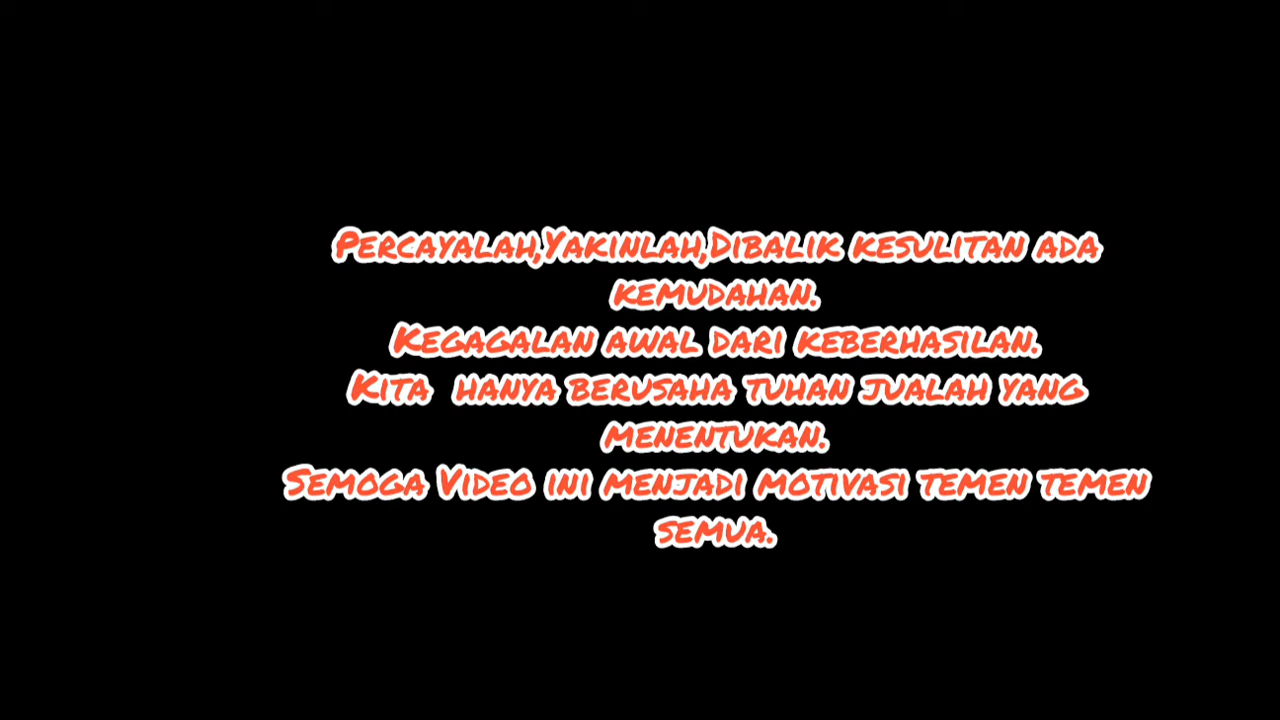 Percayalah,Yakinlah,Dibalik kesulitan ada
kemudahan.
Kegagalan awal dari keberhasilan.
Kita hanya berusaha tuhan jualah yang
menentukan.
Semoga Video ini menjadi motivasi temen temen
semua.